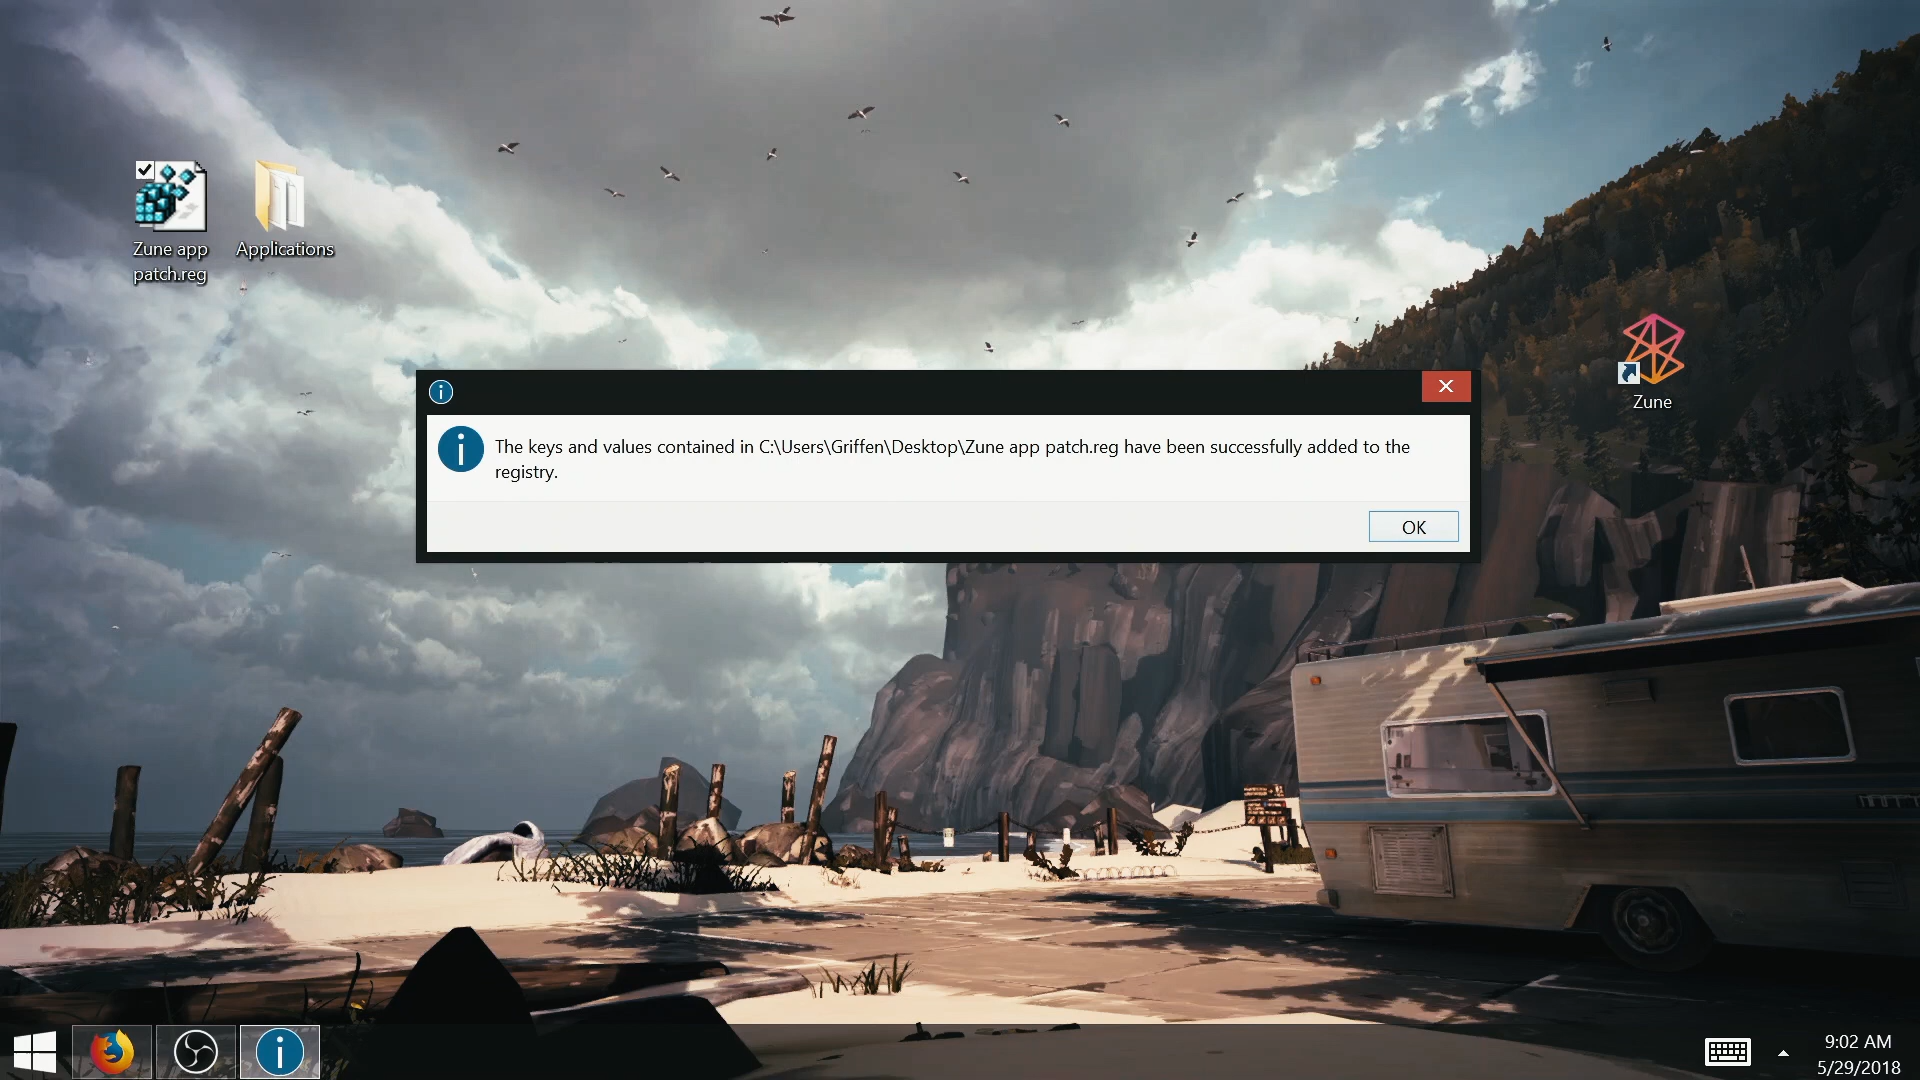 Zune app
patch.reg
Applications
Zune
The keys and values contained in C:\Users\Griffen\Desktop\Zune app patch.reg have been successfully added to the
registry.
OK
9:02 AM
5/29/2018